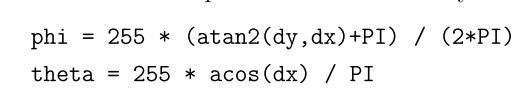 phi = 255 * (atan2(dy,dx)+PI) / (2*PI)
theta = 255 * acos(dx) / PI